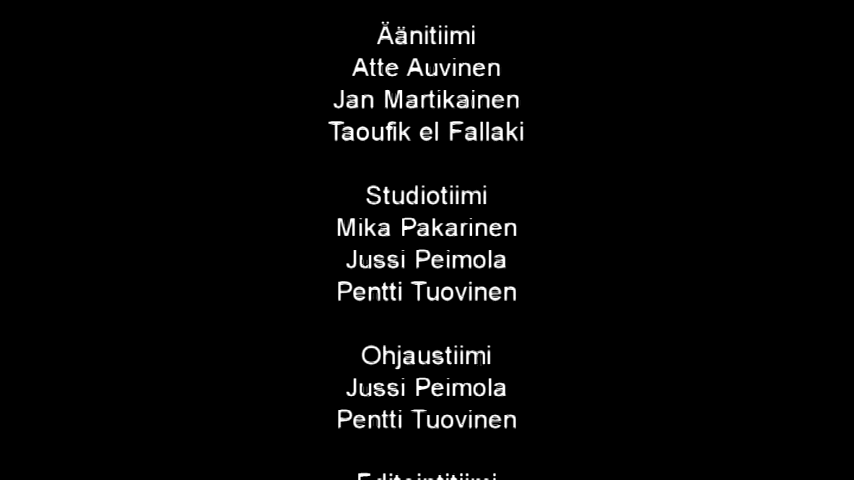 Äänitiimi
Atte Auvinen
Jan Martikainen
Taoufik el Fallaki
Studiotiimi
Mika Pakarinen
Jussi Peimola
Pentti Tuovinen
Ohjaustiimi
Jussi Peimola
Pentti Tuovinen